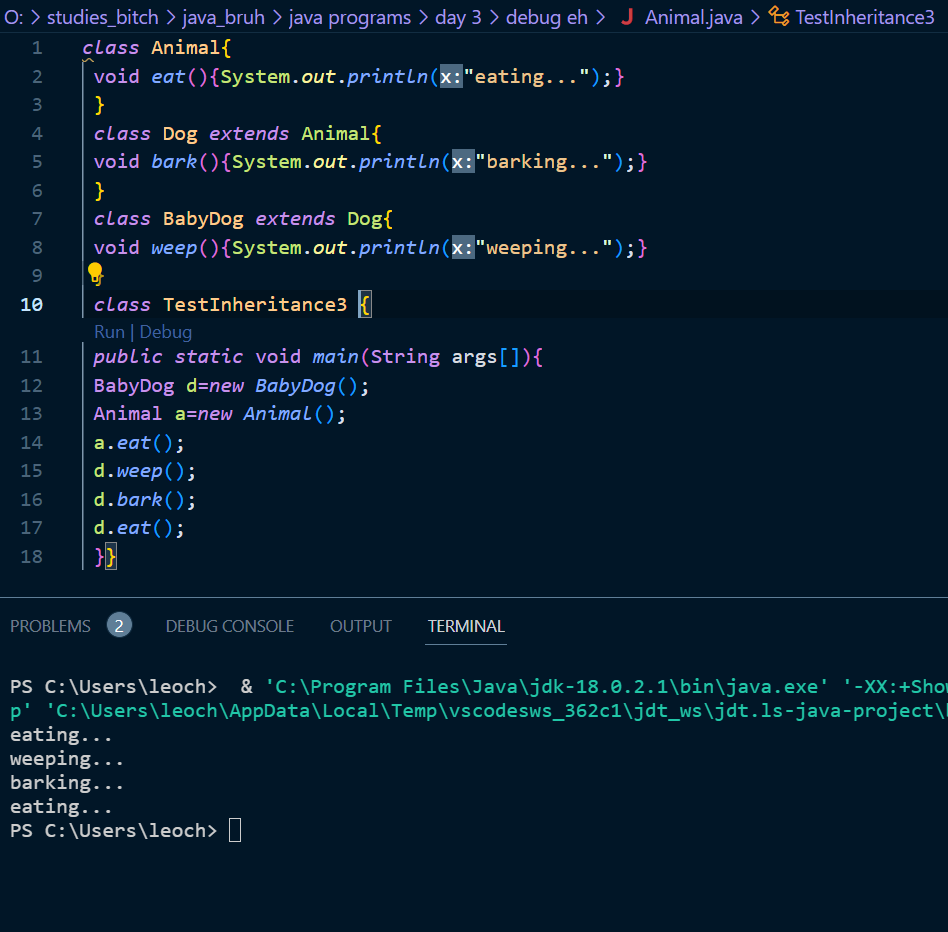 O: > studies_bitch > java_bruh > java programs > day 3 > debug eh > J Animal.java > TestInheritance3
1 class Animal{
2 void eat(){System.out.println(x:"eating...");}
3 }
4 class Dog extends Animal{
5 void bark(){System.out.println(x:"barking...");}
6 }
7 class BabyDog extends Dog{
8 void weep(){System.out.println(x:"weeping...");}
9 }
10 class TestInheritance3 {
Run | Debug
11 public static void main(String args[]){
12 BabyDog d=new BabyDog();
13 Animal a=new Animal();
14 a.eat();
15 d.weep();
16 d.bark();
17 d.eat();
18 }}
PROBLEMS 2 DEBUG CONSOLE OUTPUT TERMINAL
PS C:\Users\leoch>  & 'C:\Program Files\Java\jdk-18.0.2.1\bin\java.exe' '-XX:+Show
p' 'C:\Users\leoch\AppData\Local\Temp\vscodesws_362c1\jdt_ws\jdt.ls-java-project\
eating...
weeping...
barking...
eating...
PS C:\Users\leoch>